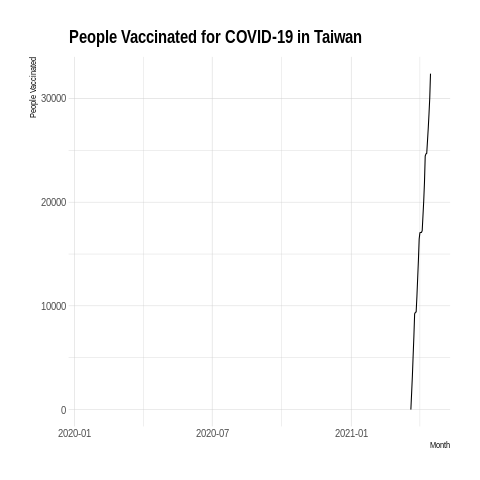 People Vaccinated for COVID-19 in Taiwan
People Vaccinated
30000
20000
10000
0
2020-01
2020-07
2021-01
Month